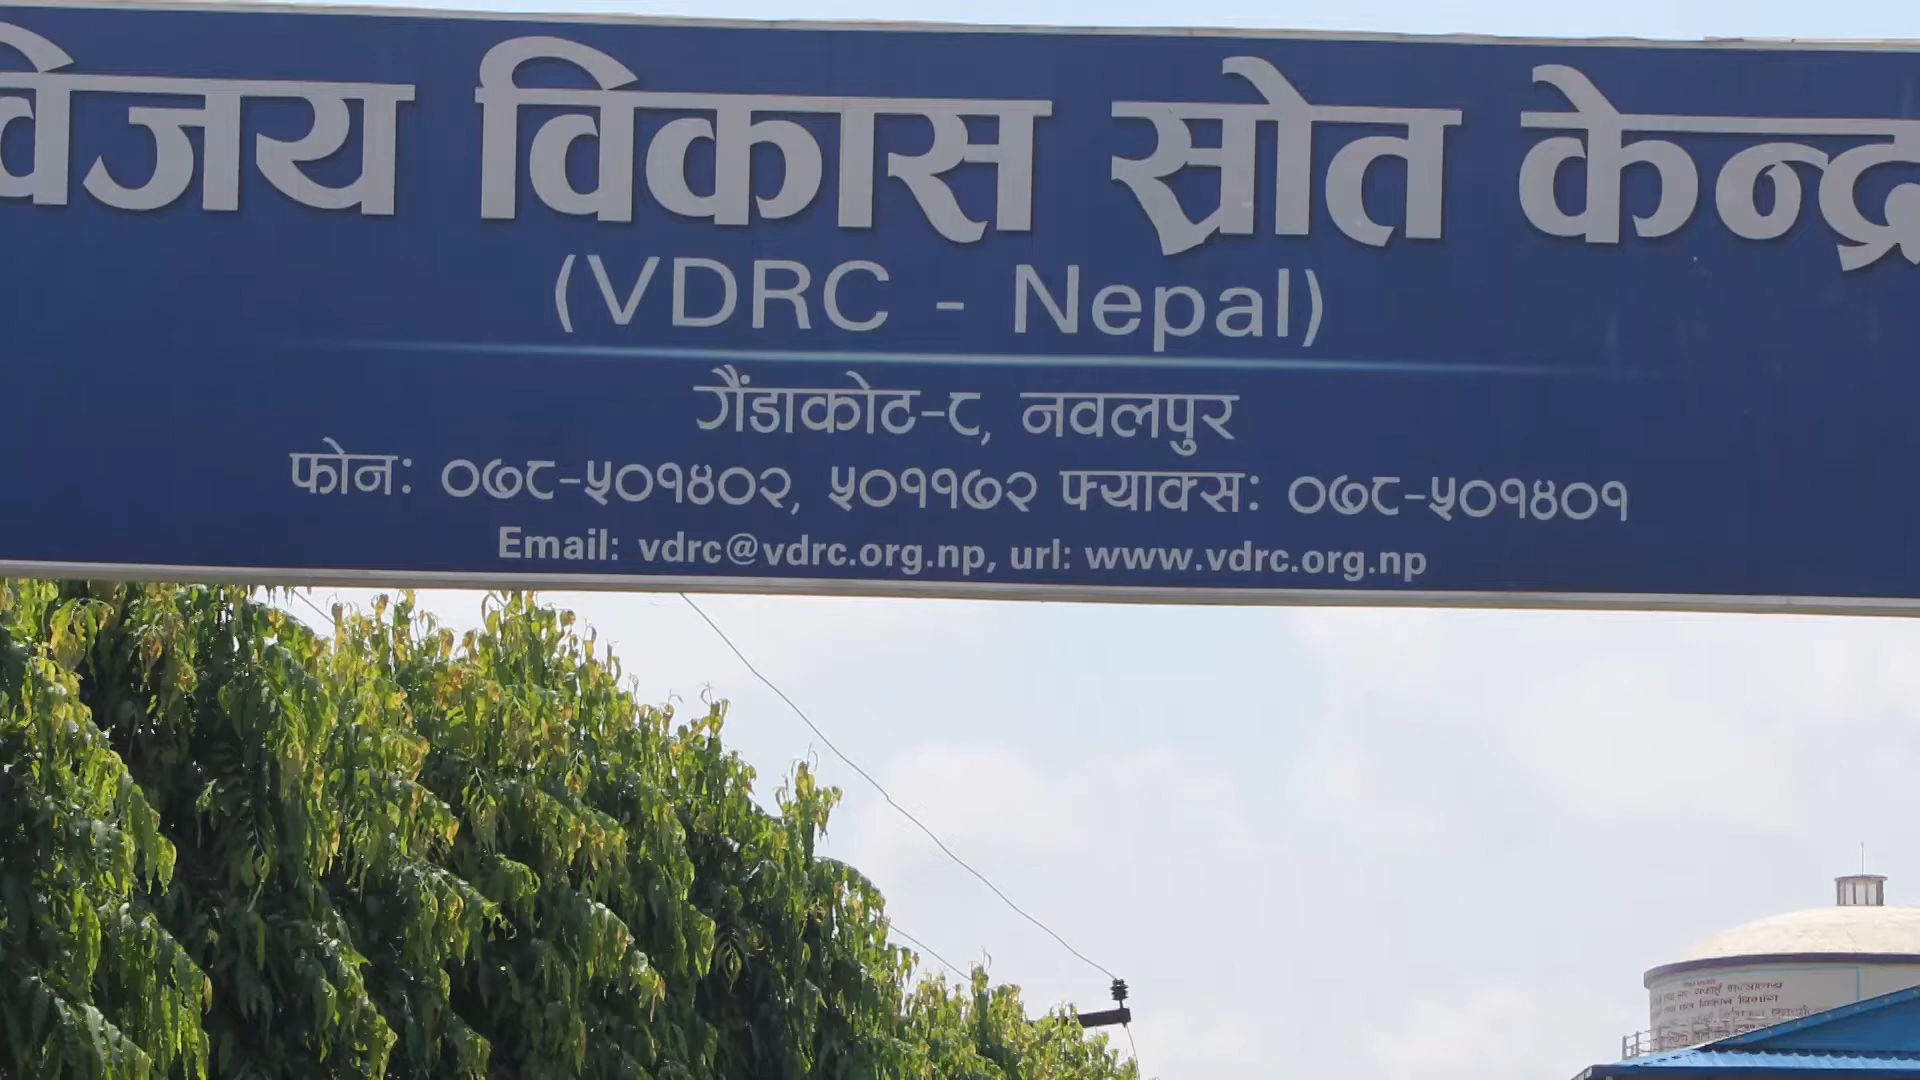 विजय विकास स्रोत केन्द्र
(VDRC - Nepal)
गैंडाकोट-८, नवलपुर
फोन: ०७८-५०१४०२, ५०११७२ फ्याक्स: ०७८-५०१४०१
Email: vdrc@vdrc.org.np, url: www.vdrc.org.np